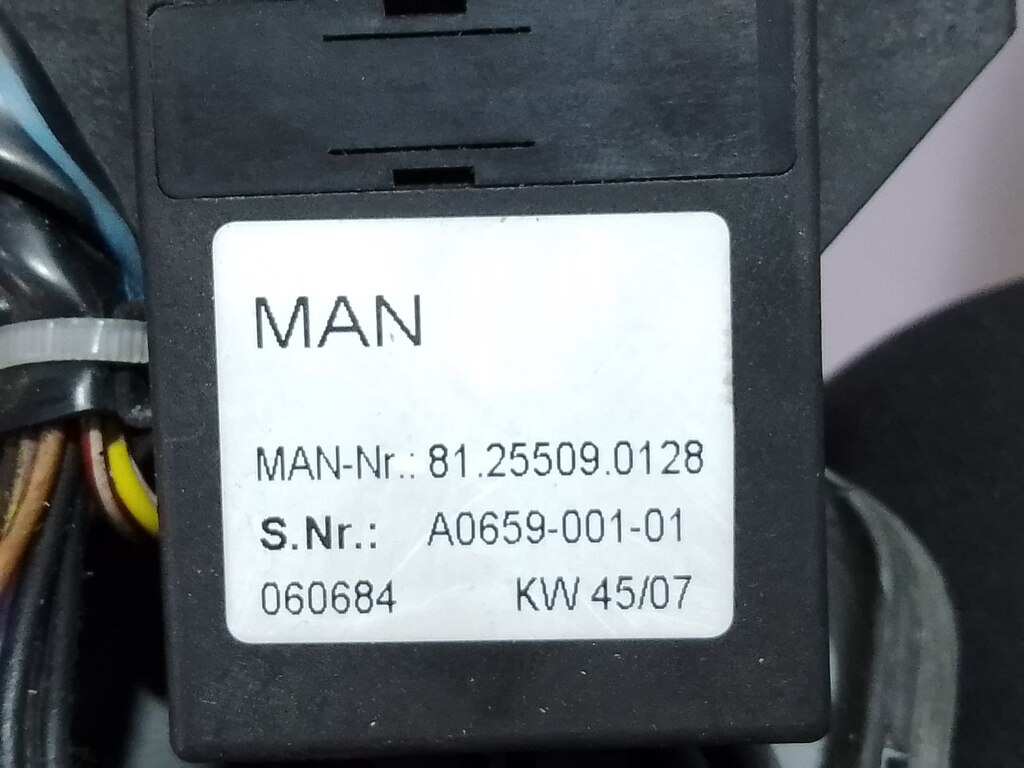 MAN
MAN-Nr.: 81.25509.0128
S.Nr.: A0659-001-01
060684 KW 45/07